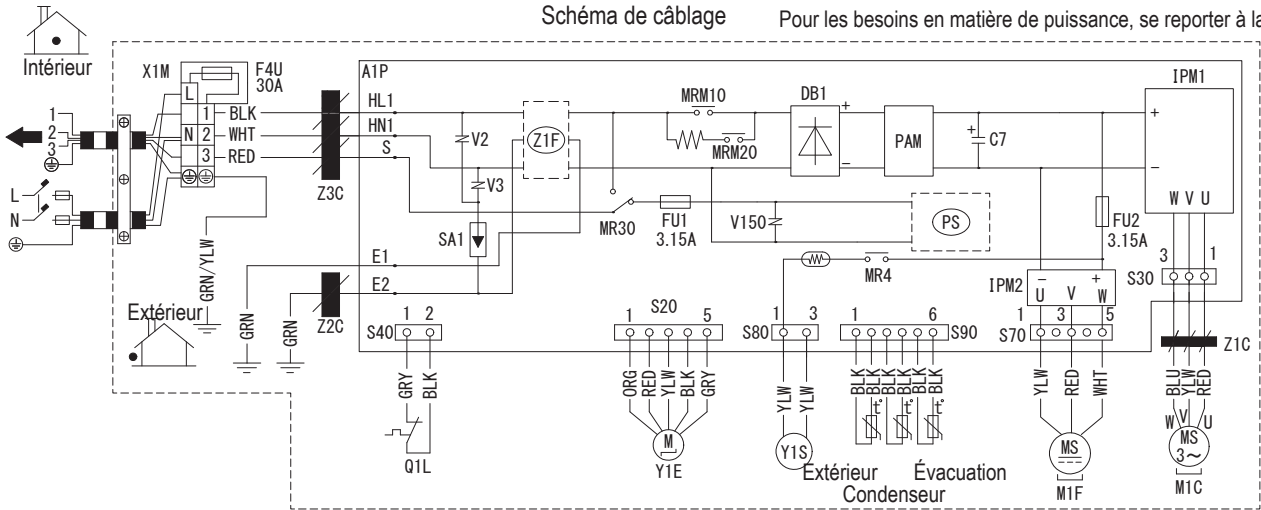 Schéma de câblage
Pour les besoins en matière de puissance, se reporter à la
Intérieur
X1M
F4U
30A
A1P
IPM1
L
HL1
MRM10
DB1
1 BLK
HN1
N 2 WHT
S
V2
Z1F
MRM20
PAM
C7
3 RED
1
2
3
V3
W V U
Z3C
L
N
MR30
FU1
3.15A
V150
PS
FU2
3.15A
SA1
E1
MR4
3 1
S30
GRN/YLW
E2
IPM2
U V W
Extérieur
GRN
GRN
Z2C
1 2
S40
S20
1 5
1 3
S80
1 6
S90
1 3 5
S70
Z1C
GRY
BLK
ORG
RED
YLW
BLK
GRY
YLW
YLW
BLK
BLK
BLK
BLK
BLK
BLK
YLW
RED
WHT
BLU
YLW
RED
t° t° t°
W V U
Q1L
M
Y1E
Y1S
Extérieur
Évacuation
Condenseur
MS
M1F
MS
3~
M1C